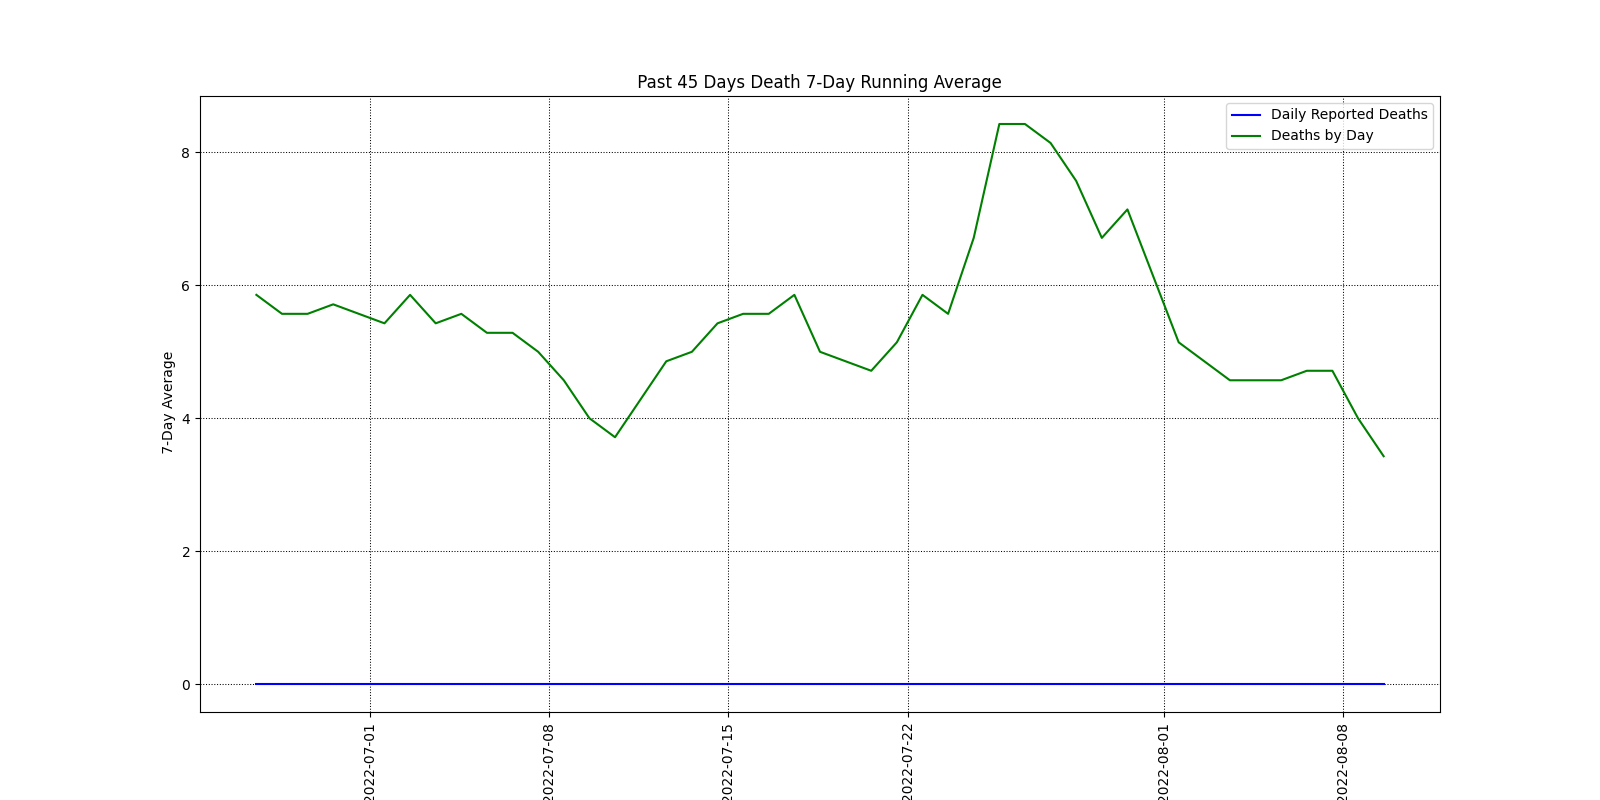 Past 45 Days Death 7-Day Running Average
Daily Reported Deaths
Deaths by Day
7-Day Average
8
6
4
2
0
2022-07-01
2022-07-08
2022-07-15
2022-07-22
2022-08-01
2022-08-08